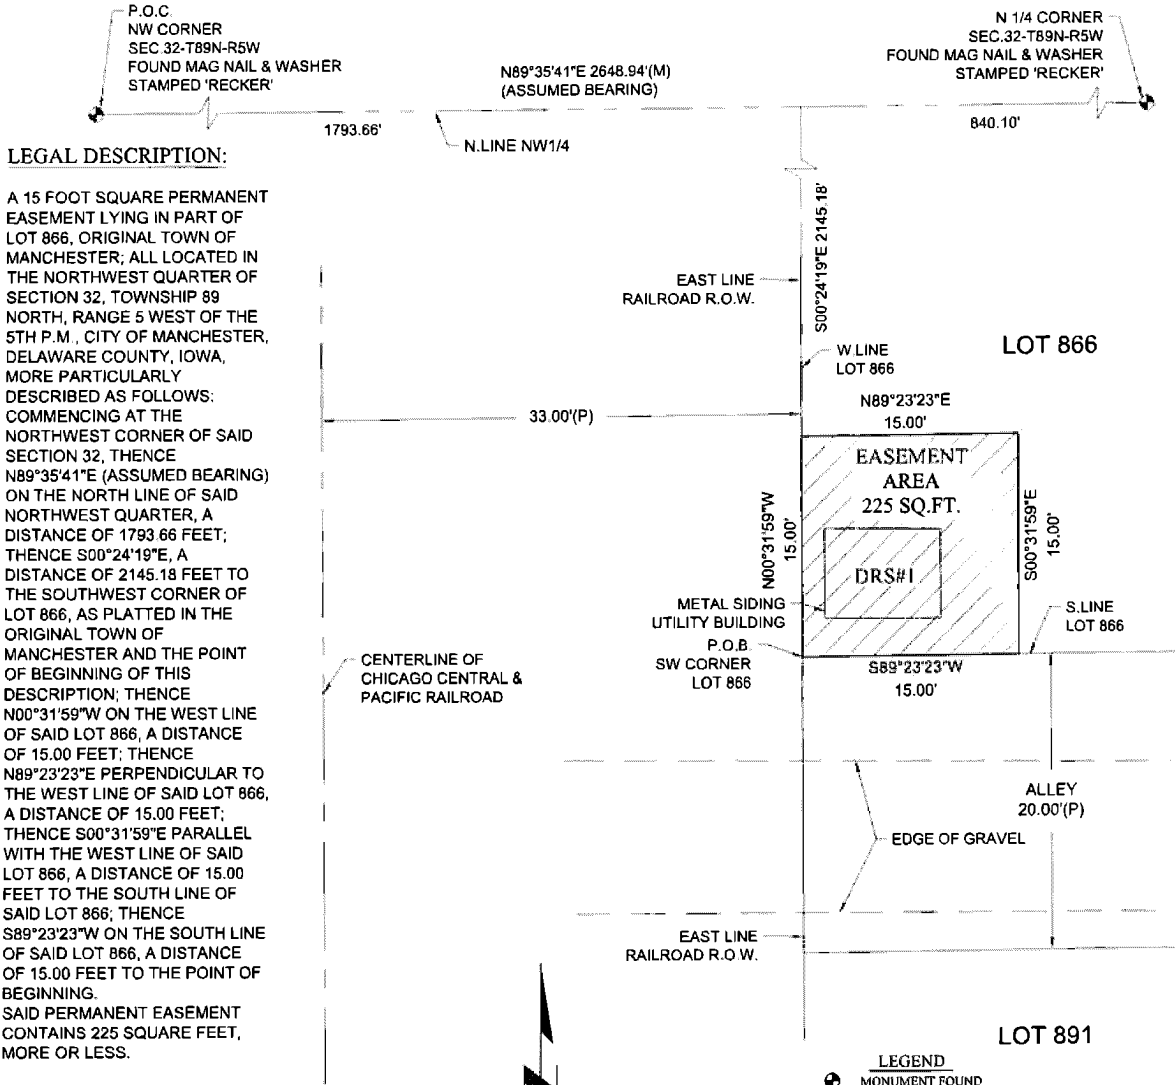 P.O.C.
NW CORNER
SEC.32-T89N-R5W
FOUND MAG NAIL & WASHER
STAMPED 'RECKER'
N89°35'41"E 2648.94'(M)
(ASSUMED BEARING)
N 1/4 CORNER
SEC.32-T89N-R5W
FOUND MAG NAIL & WASHER
STAMPED 'RECKER'
1793.66'
N.LINE NW1/4
840.10'
LEGAL DESCRIPTION:
A 15 FOOT SQUARE PERMANENT
EASEMENT LYING IN PART OF
LOT 866, ORIGINAL TOWN OF
MANCHESTER; ALL LOCATED IN
THE NORTHWEST QUARTER OF
SECTION 32, TOWNSHIP 89
NORTH, RANGE 5 WEST OF THE
5TH P.M., CITY OF MANCHESTER,
DELAWARE COUNTY, IOWA,
MORE PARTICULARLY
DESCRIBED AS FOLLOWS:
COMMENCING AT THE
NORTHWEST CORNER OF SAID
SECTION 32, THENCE
N89°35'41"E (ASSUMED BEARING)
ON THE NORTH LINE OF SAID
NORTHWEST QUARTER, A
DISTANCE OF 1793.66 FEET;
THENCE S00°24'19"E, A
DISTANCE OF 2145.18 FEET TO
THE SOUTHWEST CORNER OF
LOT 866, AS PLATTED IN THE
ORIGINAL TOWN OF
MANCHESTER AND THE POINT
OF BEGINNING OF THIS
DESCRIPTION; THENCE
N00°31'59"W ON THE WEST LINE
OF SAID LOT 866, A DISTANCE
OF 15.00 FEET; THENCE
N89°23'23"E PERPENDICULAR TO
THE WEST LINE OF SAID LOT 866,
A DISTANCE OF 15.00 FEET;
THENCE S00°31'59"E PARALLEL
WITH THE WEST LINE OF SAID
LOT 866, A DISTANCE OF 15.00
FEET TO THE SOUTH LINE OF
SAID LOT 866; THENCE
S89°23'23"W ON THE SOUTH LINE
OF SAID LOT 866, A DISTANCE
OF 15.00 FEET TO THE POINT OF
BEGINNING.
SAID PERMANENT EASEMENT
CONTAINS 225 SQUARE FEET,
MORE OR LESS.
S00°24'19"E 2145.18'
EAST LINE
RAILROAD R.O.W.
W.LINE
LOT 866
LOT 866
33.00'(P)
N89°23'23"E
15.00'
EASEMENT
AREA
225 SQ.FT.
N00°31'59"W
15.00'
S00°31'59"E
15.00'
DRS#1
METAL SIDING
UTILITY BUILDING
P.O.B.
SW CORNER
LOT 866
S.LINE
LOT 866
S89°23'23"W
15.00'
CENTERLINE OF
CHICAGO CENTRAL &
PACIFIC RAILROAD
ALLEY
20.00'(P)
EDGE OF GRAVEL
EAST LINE
RAILROAD R.O.W.
LOT 891
LEGEND
MONUMENT FOUND